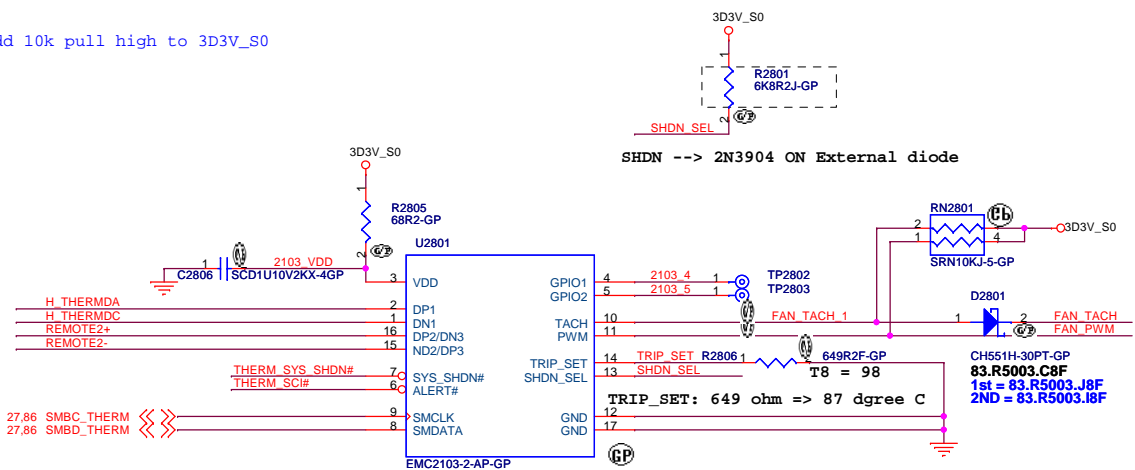 dd 10k pull high to 3D3V_S0
3D3V_S0
1
R2801
6K8R2J-GP
2
G/P
SHDN_SEL
SHDN --> 2N3904 ON External diode
3D3V_S0
1
R2805
68R2-GP
2
G/P
U2801
RN2801
2
1
4
3D3V_S0
SRN10KJ-5-GP
1
2103_VDD
C2806
SCD1U10V2KX-4GP
3
VDD
GPIO1
4
2103_4
1
TP2802
GPIO2
5
2103_5
1
TP2803
H_THERMDA
2
DP1
H_THERMDC
1
DN1
REMOTE2+
16
DP2/DN3
REMOTE2-
15
ND2/DP3
TACH
10
FAN_TACH_1
PWM
11
D2801
1
2
FAN_TACH
FAN_PWM
G/P
CH551H-30PT-GP
83.R5003.C8F
1st = 83.R5003.J8F
2ND = 83.R5003.I8F
TRIP_SET
14
TRIP_SET
R2806
1
649R2F-GP
SHDN_SEL
13
SHDN_SEL
T8 = 98
THERM_SYS_SHDN#
7
SYS_SHDN#
THERM_SCI#
6
ALERT#
TRIP_SET: 649 ohm => 87 dgree C
27,86 SMBC_THERM
9
SMCLK
27,86 SMBD_THERM
8
SMDATA
GND
12
GND
17
GP
EMC2103-2-AP-GP